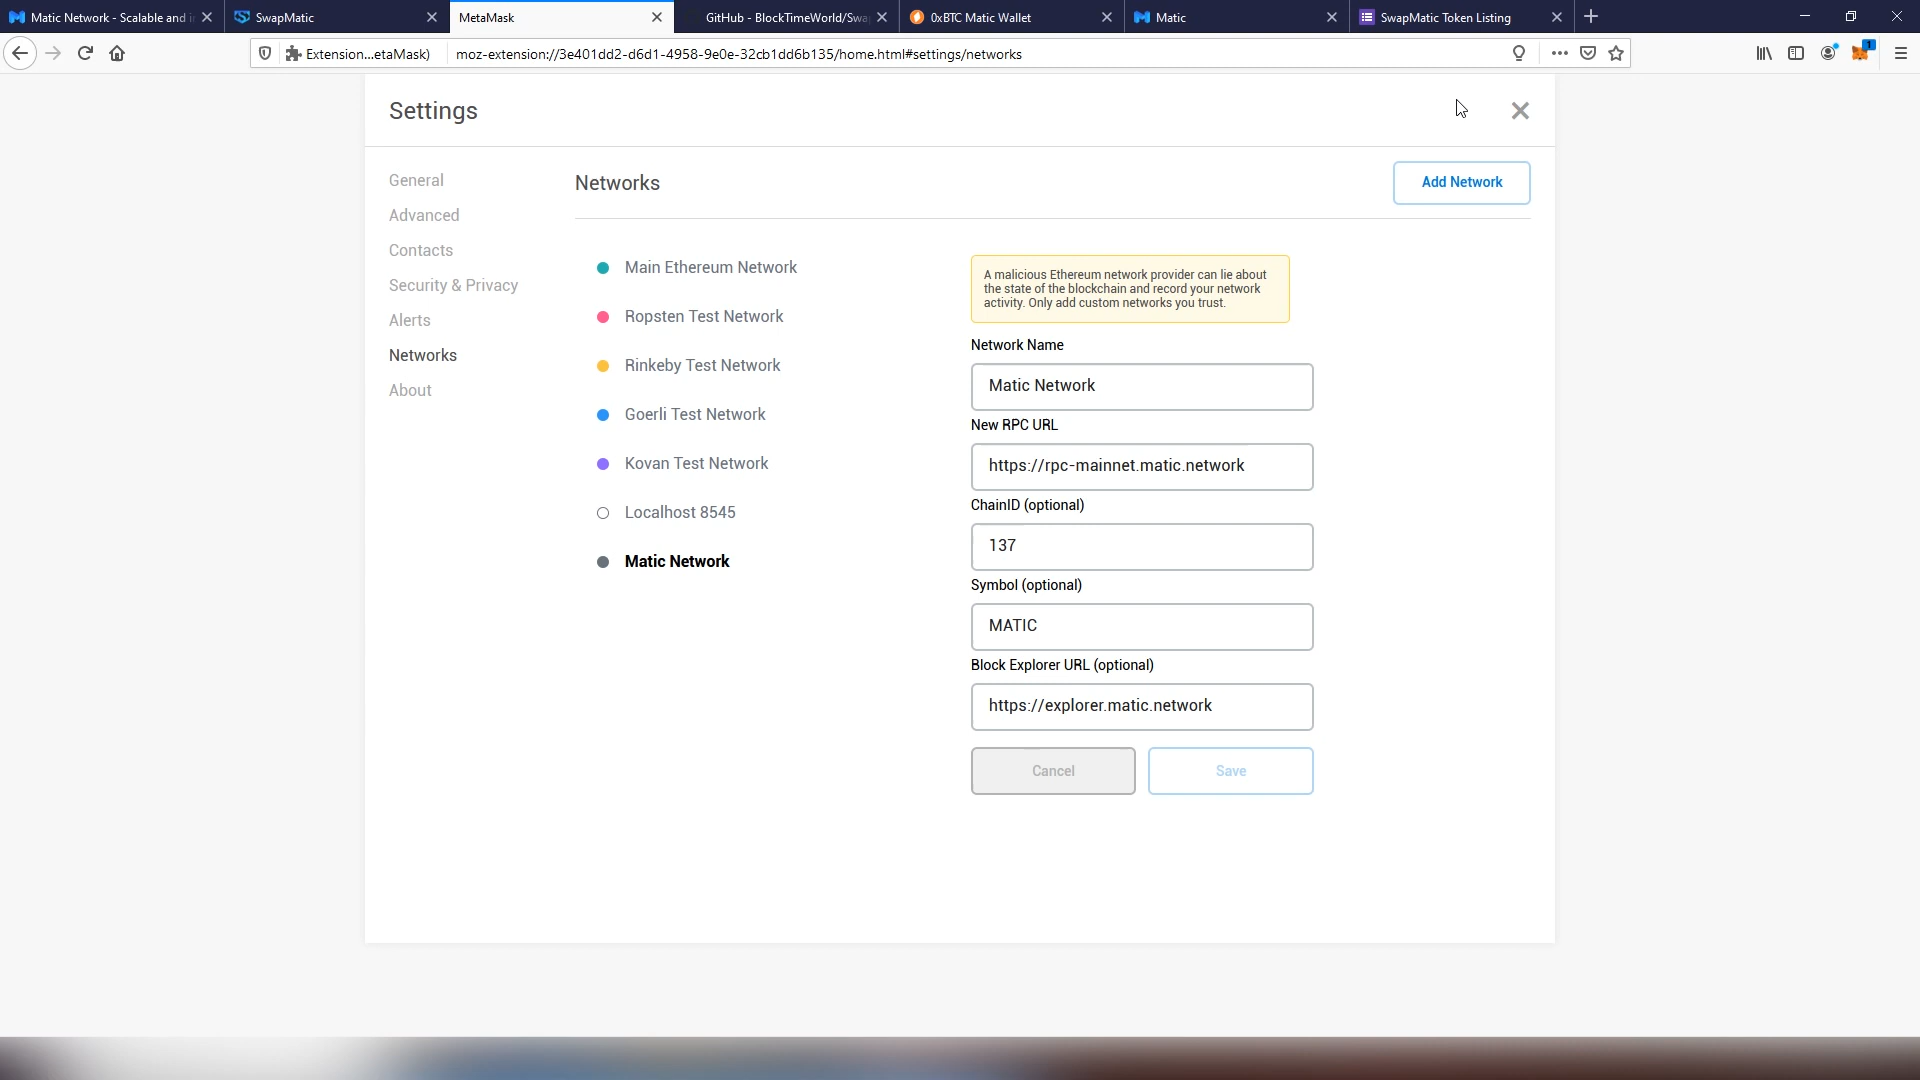 Matic Network - Scalable and i
SwapMatic
MetaMask
GitHub - BlockTimeWorld/Swa
0xBTC Matic Wallet
Matic
SwapMatic Token Listing
Extension...etaMask)
moz-extension://3e401dd2-d6d1-4958-9e0e-32cb1dd6b135/home.html#settings/networks
1
Settings
General
Advanced
Contacts
Security & Privacy
Alerts
Networks
About
Networks
Add Network
Main Ethereum Network
Ropsten Test Network
Rinkeby Test Network
Goerli Test Network
Kovan Test Network
Localhost 8545
Matic Network
A malicious Ethereum network provider can lie about
the state of the blockchain and record your network
activity. Only add custom networks you trust.
Network Name
Matic Network
New RPC URL
https://rpc-mainnet.matic.network
ChainID (optional)
137
Symbol (optional)
MATIC
Block Explorer URL (optional)
https://explorer.matic.network
Cancel
Save